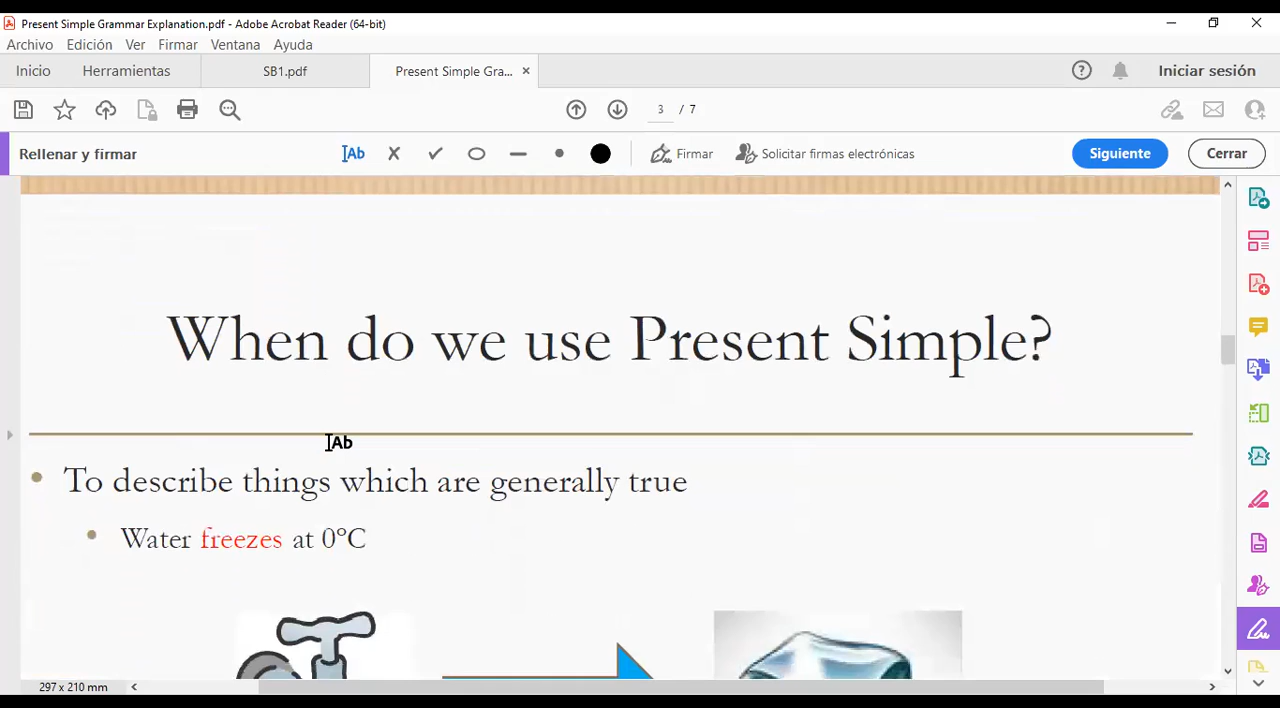 Present Simple Grammar Explanation.pdf - Adobe Acrobat Reader (64-bit)
Archivo Edición Ver Firmar Ventana Ayuda
Inicio Herramientas SB1.pdf Present Simple Gra... Iniciar sesión
3 / 7
Rellenar y firmar Ab Firmar Solicitar firmas electrónicas Siguiente Cerrar
When do we use Present Simple?
Ab
• To describe things which are generally true
• Water freezes at 0ºC
297 x 210 mm